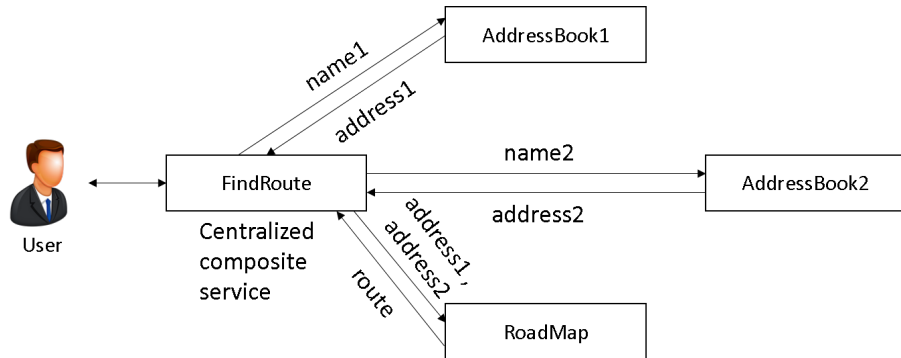 AddressBook1
name1
address1
name2
FindRoute
AddressBook2
address2
User
Centralized
composite
service
address1,
address2
route
RoadMap